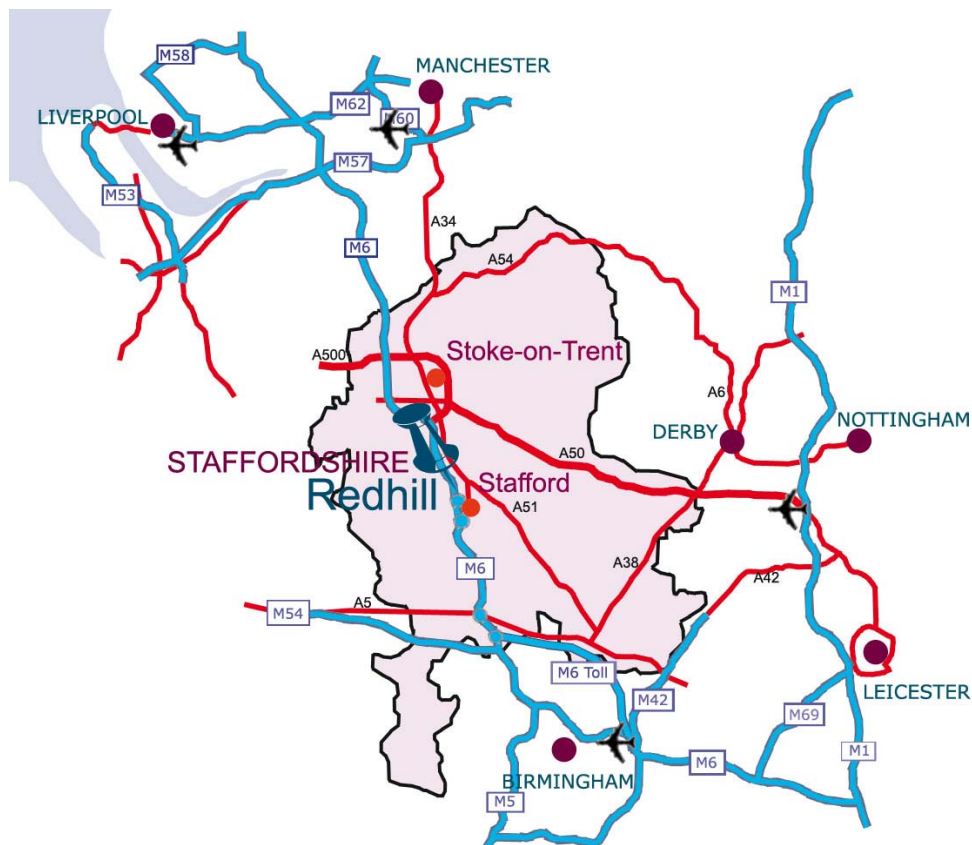 M58
MANCHESTER
LIVERPOOL
M62
M60
M57
M53
A34
M6
A54
M1
A500
Stoke-on-Trent
A6
DERBY
NOTTINGHAM
A50
STAFFORDSHIRE
Redhill
Stafford
A51
M6
A38
A42
A5
M54
M6 Toll
M42
LEICESTER
M69
M1
M6
BIRMINGHAM
M5